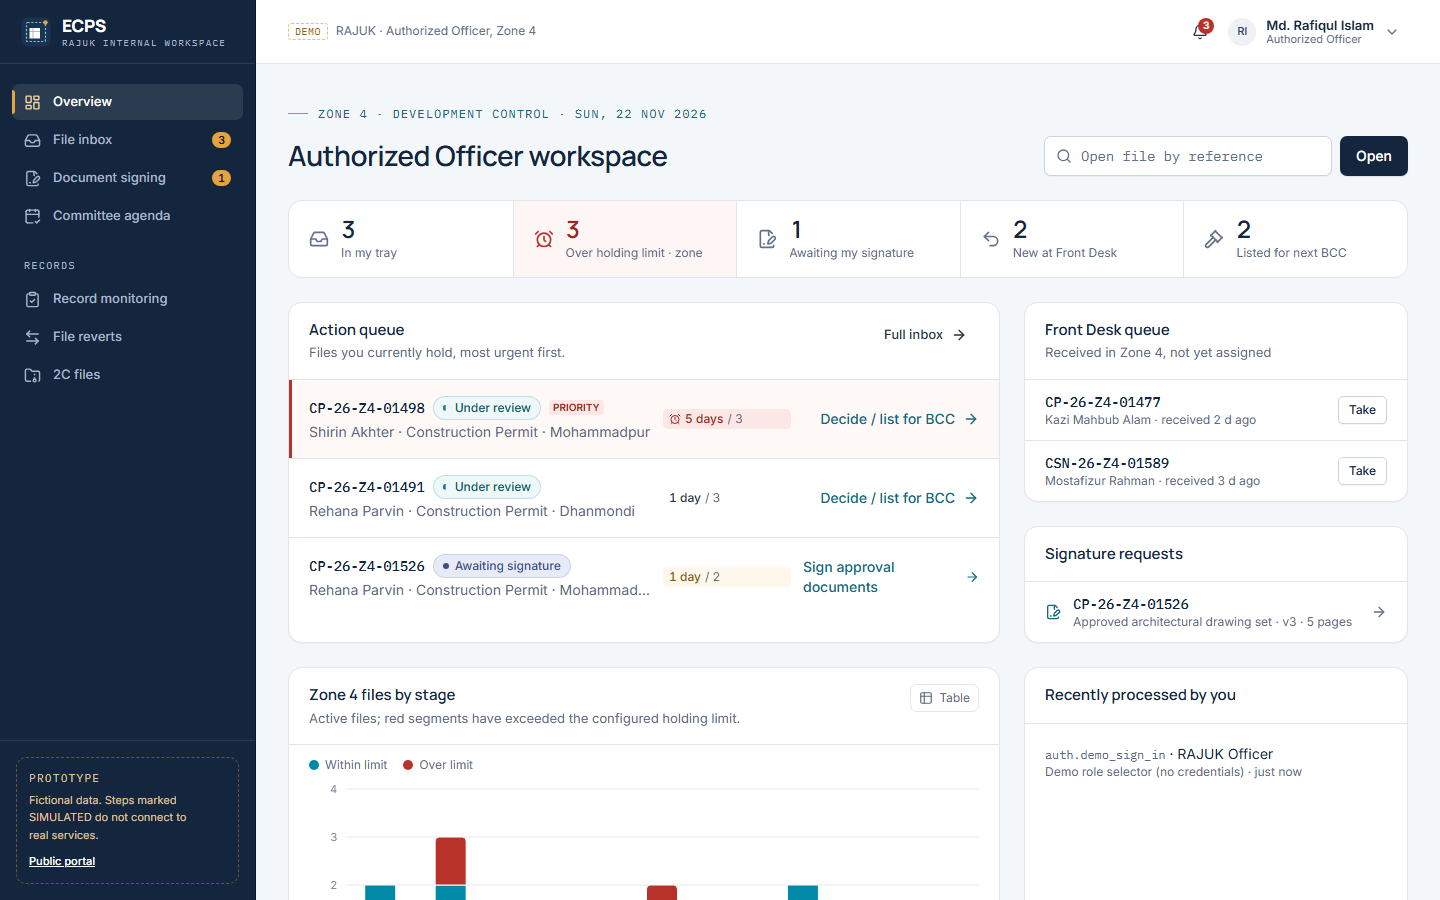 ECPS
RAJUK INTERNAL WORKSPACE
Overview
File inbox 3
Document signing 1
Committee agenda
RECORDS
Record monitoring
File reverts
2C files
PROTOTYPE
Fictional data. Steps marked
SIMULATED do not connect to
real services.
Public portal
DEMO RAJUK · Authorized Officer, Zone 4
3
RI
Md. Rafiqul Islam
Authorized Officer
ZONE 4 · DEVELOPMENT CONTROL · SUN, 22 NOV 2026
Authorized Officer workspace
Open file by reference
Open
3
In my tray
3
Over holding limit · zone
1
Awaiting my signature
2
New at Front Desk
2
Listed for next BCC
Action queue
Files you currently hold, most urgent first.
Full inbox
CP-26-Z4-01498 Under review PRIORITY
Shirin Akhter · Construction Permit · Mohammadpur
5 days / 3
Decide / list for BCC
CP-26-Z4-01491 Under review
Rehana Parvin · Construction Permit · Dhanmondi
1 day / 3
Decide / list for BCC
CP-26-Z4-01526 Awaiting signature
Rehana Parvin · Construction Permit · Mohammad...
1 day / 2
Sign approval
documents
Front Desk queue
Received in Zone 4, not yet assigned
CP-26-Z4-01477
Kazi Mahbub Alam · received 2 d ago
Take
CSN-26-Z4-01589
Mostafizur Rahman · received 3 d ago
Take
Signature requests
CP-26-Z4-01526
Approved architectural drawing set · v3 · 5 pages
Zone 4 files by stage
Active files; red segments have exceeded the configured holding limit.
Table
Within limit Over limit
4
3
2
Recently processed by you
auth.demo_sign_in · RAJUK Officer
Demo role selector (no credentials) · just now